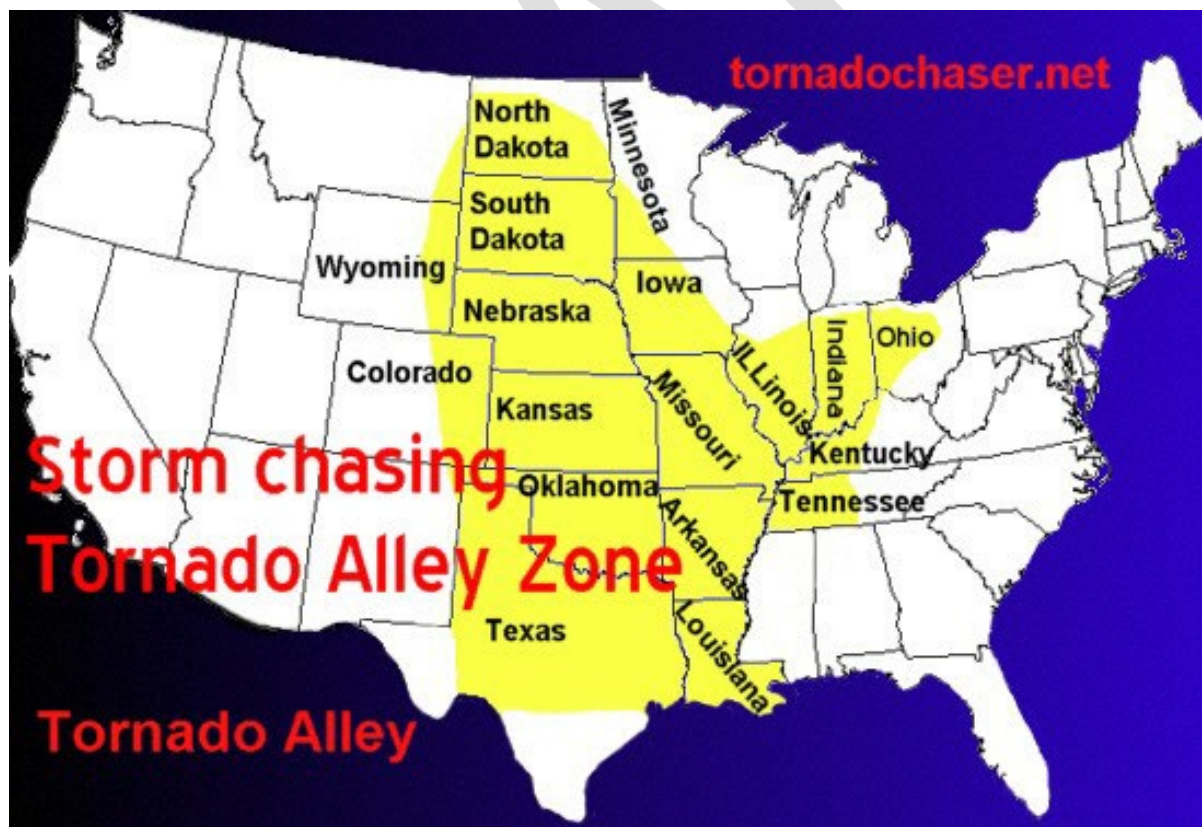 tornadochaser.net
North
Dakota
Minnesota
South
Dakota
Wyoming
Iowa
Nebraska
ILLinois
Indiana
Ohio
Colorado
Missouri
Kansas
Kentucky
Storm chasing
Oklahoma
Tennessee
Arkansas
Tornado Alley Zone
Texas
Louisiana
Tornado Alley